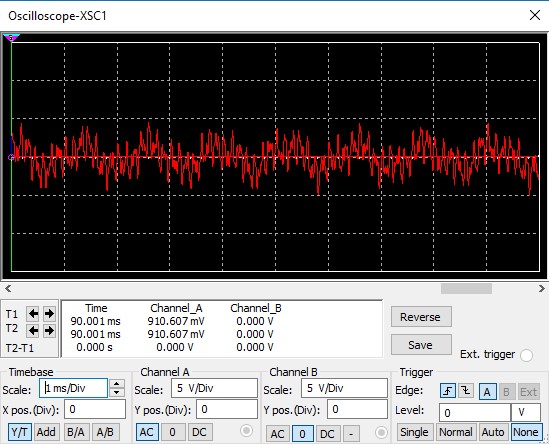 Oscilloscope-XSC1
T1
T2
T2-T1
Time Channel_A Channel_B
90.001 ms 910.607 mV 0.000 V
90.001 ms 910.607 mV 0.000 V
0.000 s 0.000 V 0.000 V
Reverse
Save
Ext. trigger
Timebase
Scale: 1 ms/Div
X pos.(Div): 0
Y/T Add B/A A/B
Channel A
Scale: 5 V/Div
Y pos.(Div): 0
AC 0 DC
Channel B
Scale: 5 V/Div
Y pos.(Div): 0
AC 0 DC -
Trigger
Edge: A B Ext
Level: 0 V
Single Normal Auto None